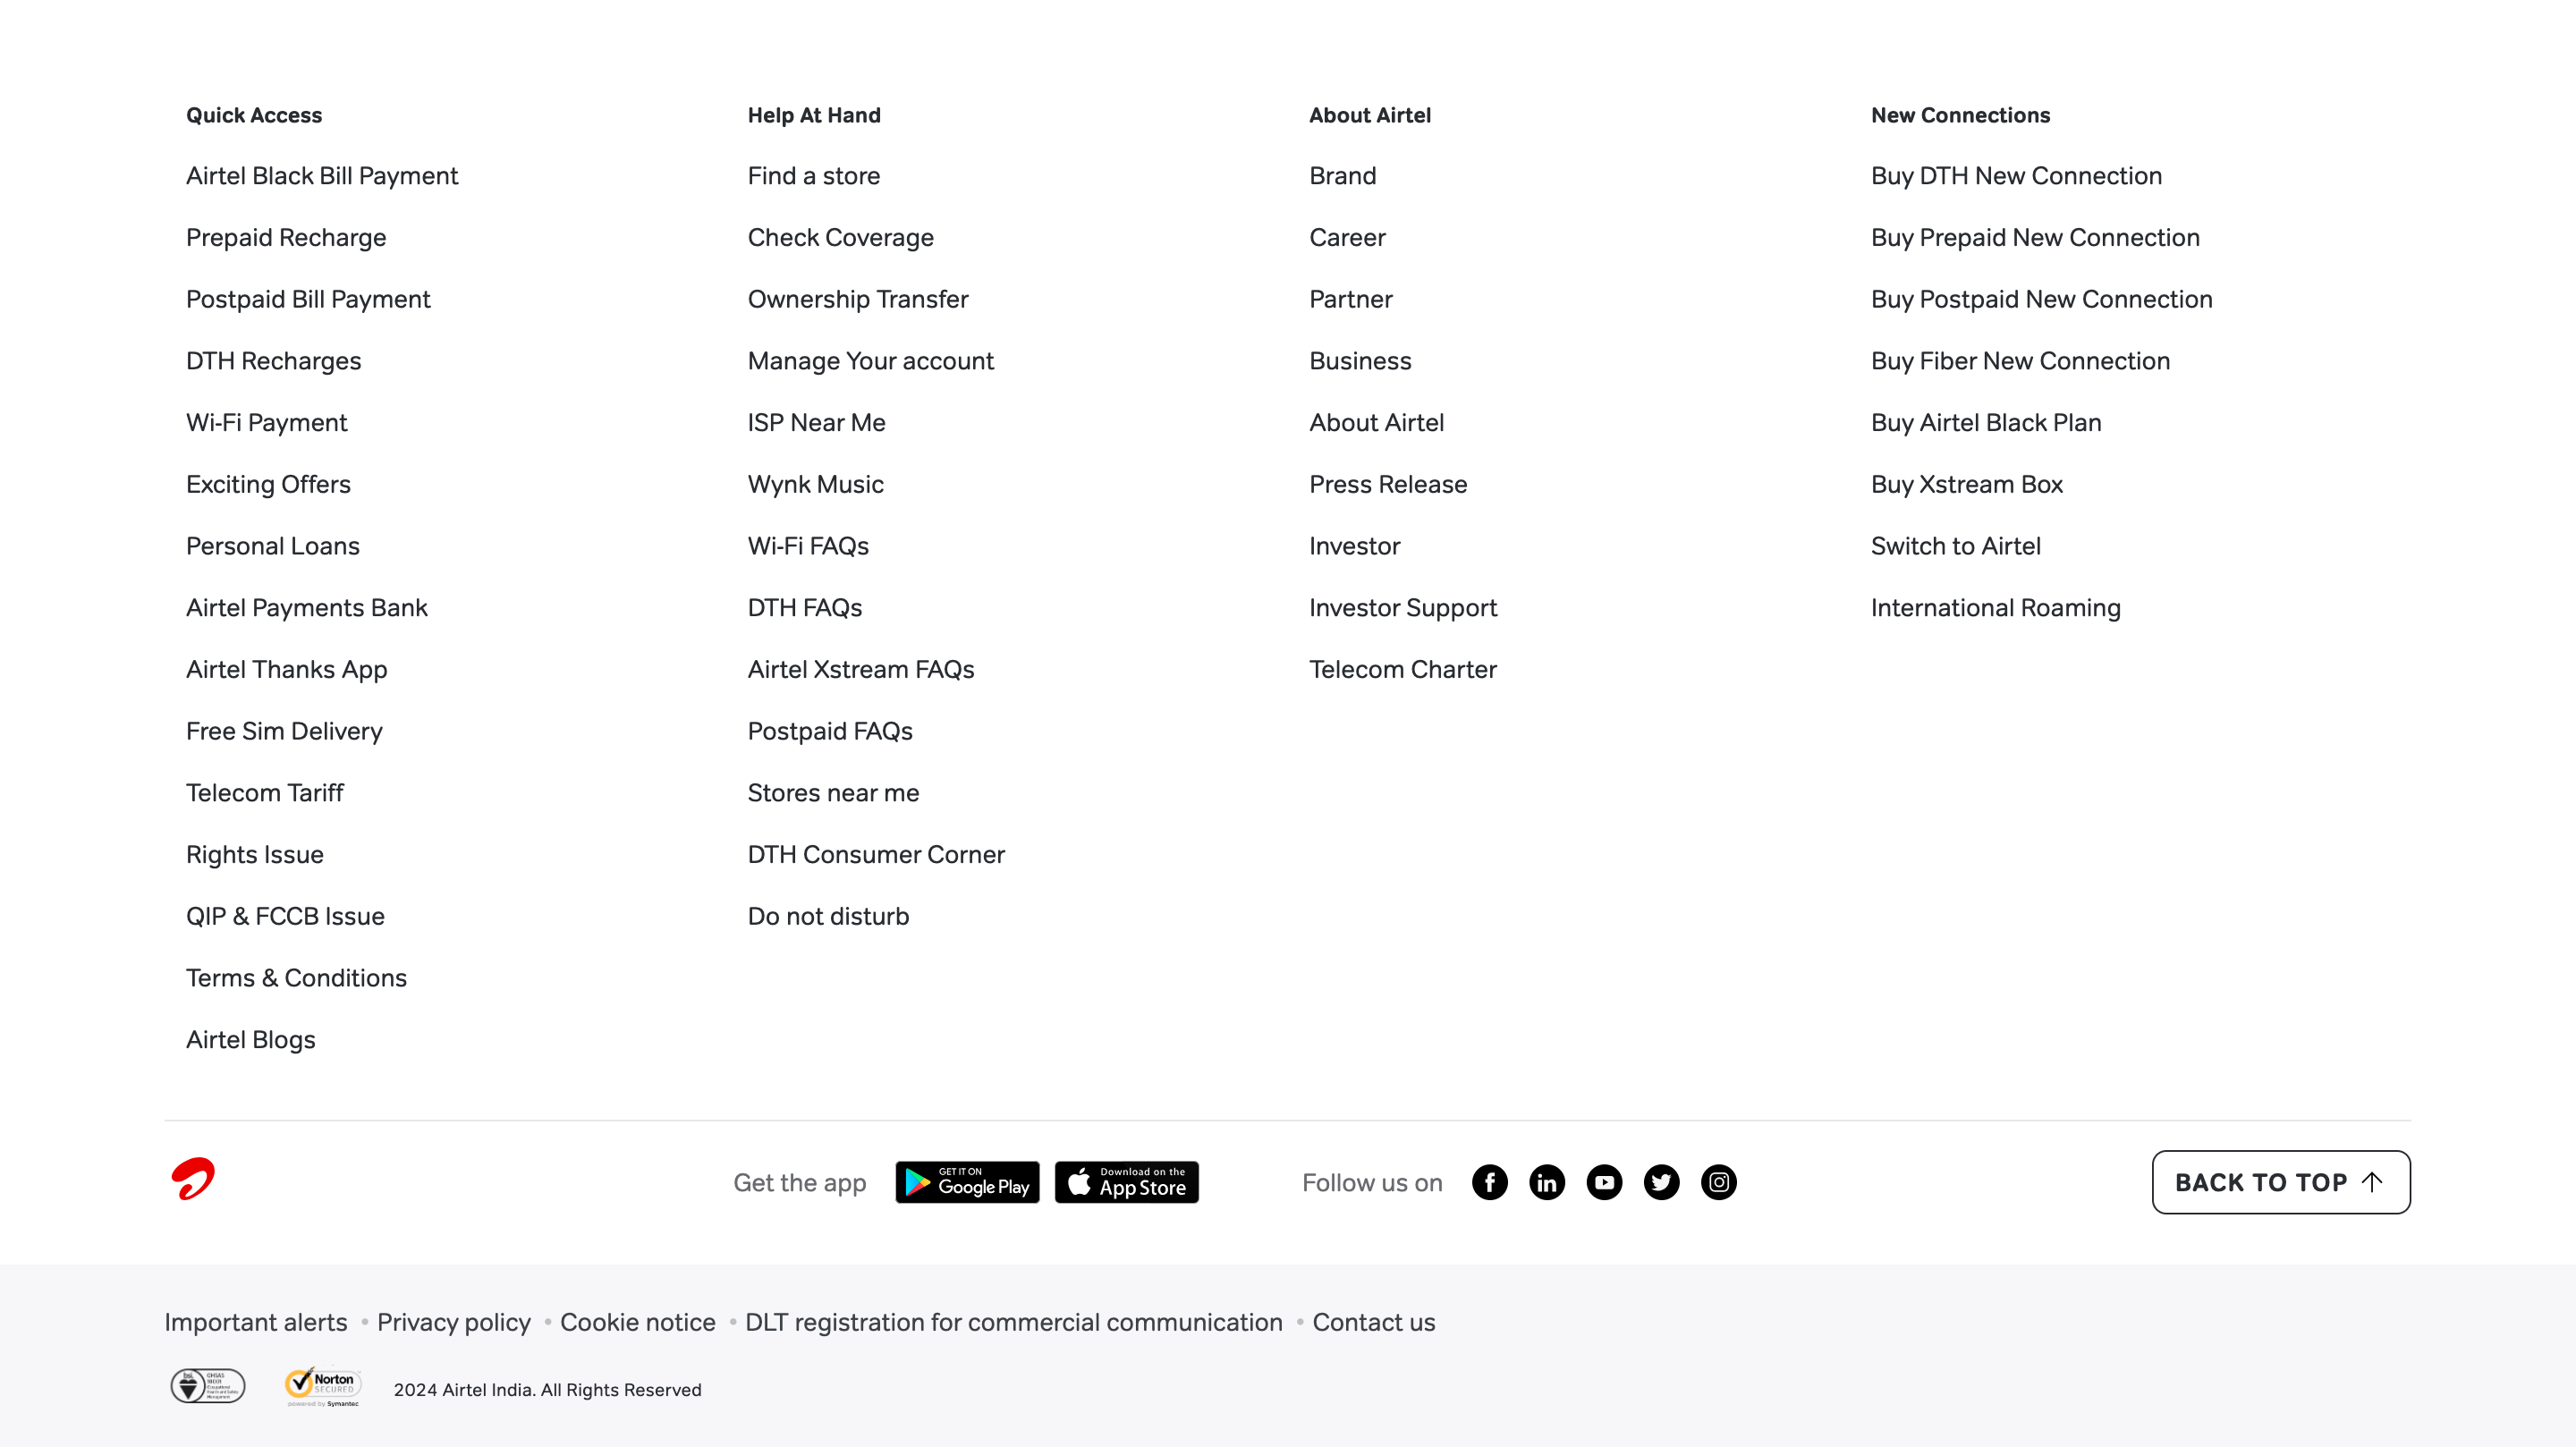 Quick Access
Airtel Black Bill Payment
Prepaid Recharge
Postpaid Bill Payment
DTH Recharges
Wi-Fi Payment
Exciting Offers
Personal Loans
Airtel Payments Bank
Airtel Thanks App
Free Sim Delivery
Telecom Tariff
Rights Issue
QIP & FCCB Issue
Terms & Conditions
Airtel Blogs
Help At Hand
Find a store
Check Coverage
Ownership Transfer
Manage Your account
ISP Near Me
Wynk Music
Wi-Fi FAQs
DTH FAQs
Airtel Xstream FAQs
Postpaid FAQs
Stores near me
DTH Consumer Corner
Do not disturb
About Airtel
Brand
Career
Partner
Business
About Airtel
Press Release
Investor
Investor Support
Telecom Charter
New Connections
Buy DTH New Connection
Buy Prepaid New Connection
Buy Postpaid New Connection
Buy Fiber New Connection
Buy Airtel Black Plan
Buy Xstream Box
Switch to Airtel
International Roaming
Get the app
GET IT ON
Google Play
Download on the
App Store
Follow us on
BACK TO TOP
Important alerts • Privacy policy • Cookie notice • DLT registration for commercial communication • Contact us
bsi.
Norton
SECURED
powered by Symantec
2024 Airtel India. All Rights Reserved